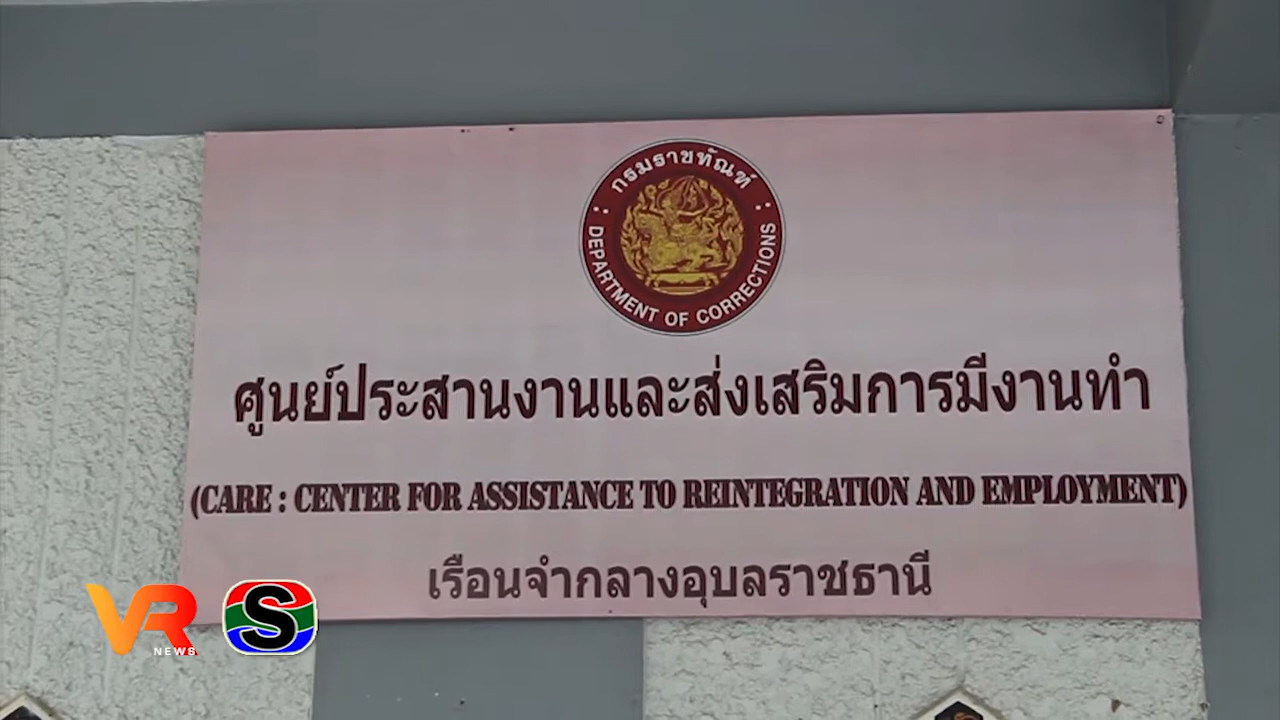 กรมราชทัณฑ์
DEPARTMENT OF CORRECTIONS
ศูนย์ประสานงานและส่งเสริมการมีงานทำ
(CARE : CENTER FOR ASSISTANCE TO REINTEGRATION AND EMPLOYMENT)
เรือนจำกลางอุบลราชธานี
VR NEWS
S